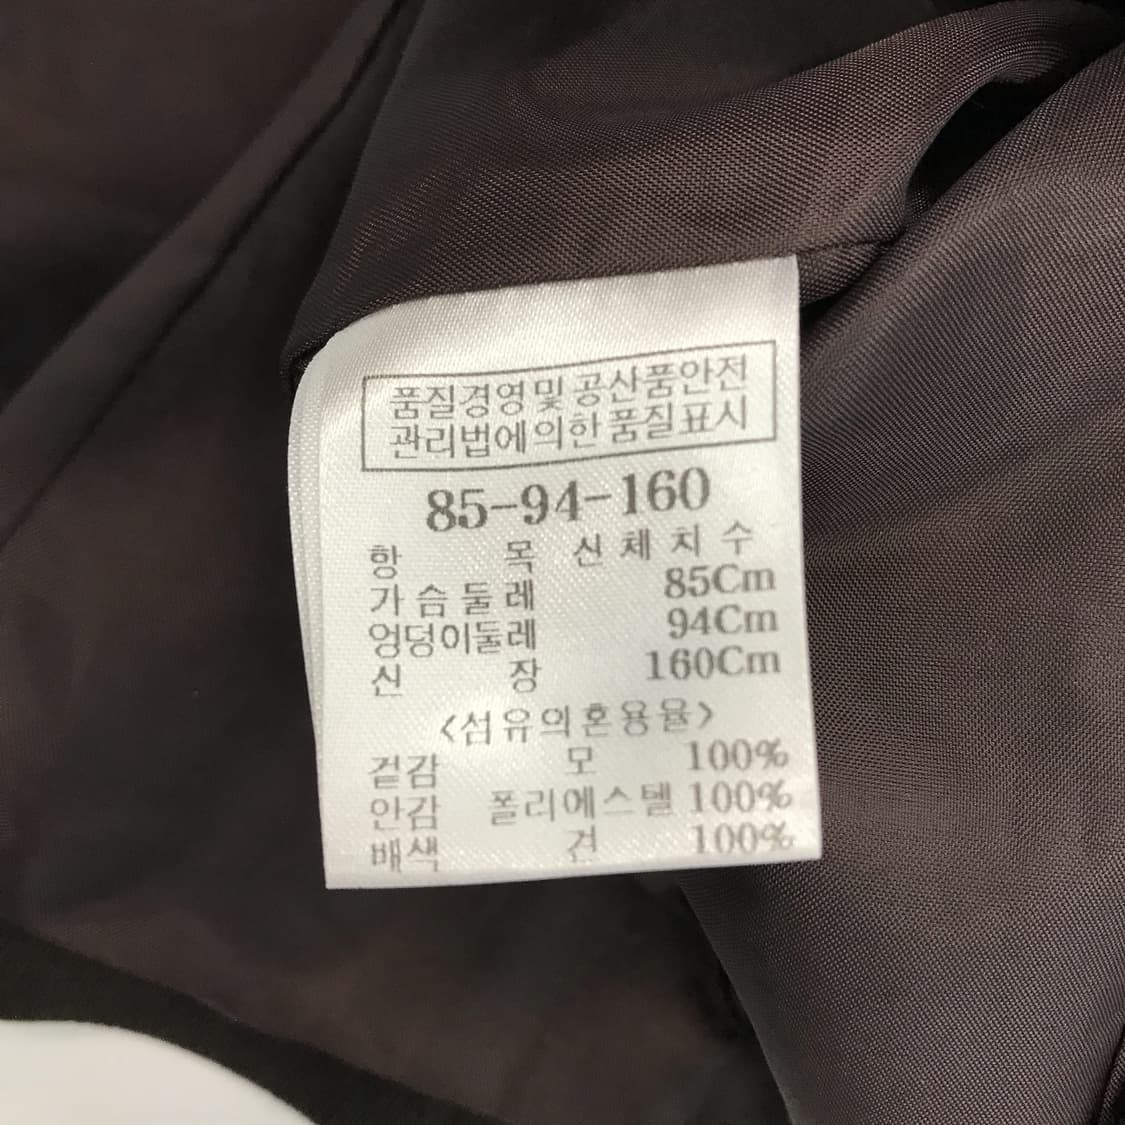 품질경영및공산품안전
관리법에의한품질표시
85-94-160
항 목 신체치수
가슴둘레 85Cm
엉덩이둘레 94Cm
신 장 160Cm
<섬유의혼용율>
겉감 모 100%
안감 폴리에스텔 100%
배색 견 100%